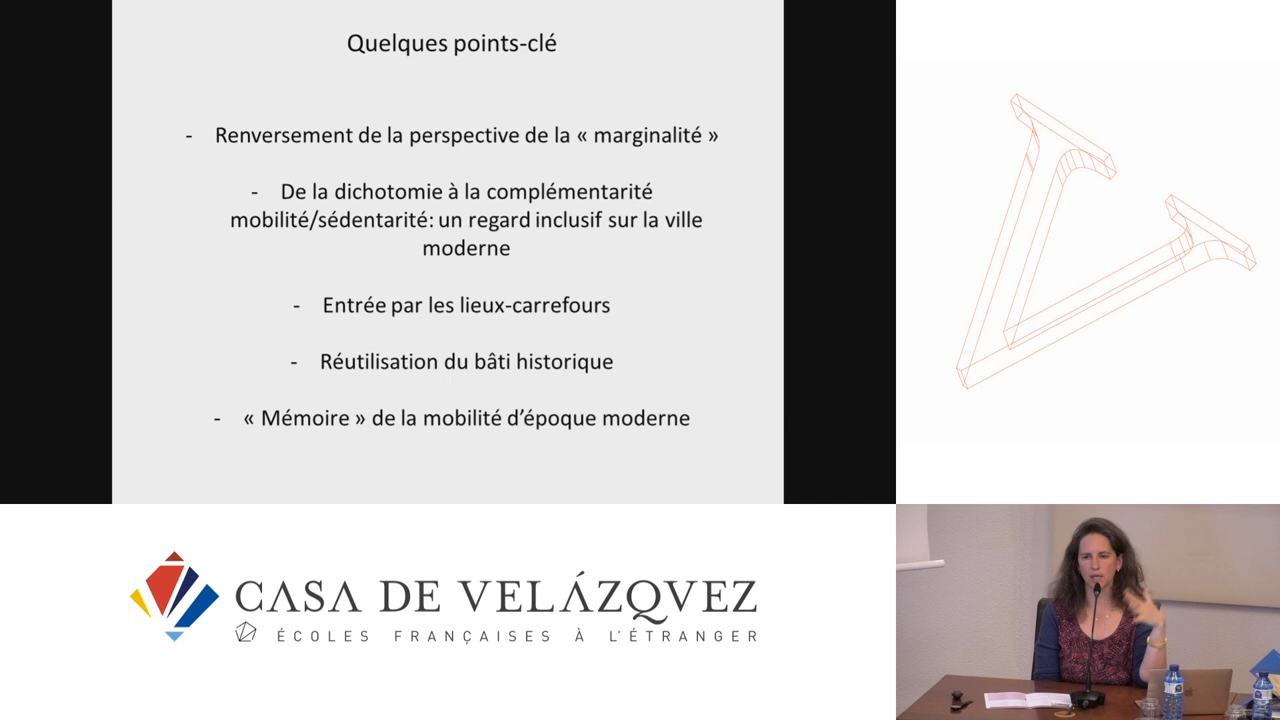 Quelques points-clé
- Renversement de la perspective de la « marginalité »
- De la dichotomie à la complémentarité
mobilité/sédentarité: un regard inclusif sur la ville
moderne
- Entrée par les lieux-carrefours
- Réutilisation du bâti historique
- « Mémoire » de la mobilité d’époque moderne
CASA DE VELÁZQVEZ
ÉCOLES FRANÇAISES À L'ÉTRANGER